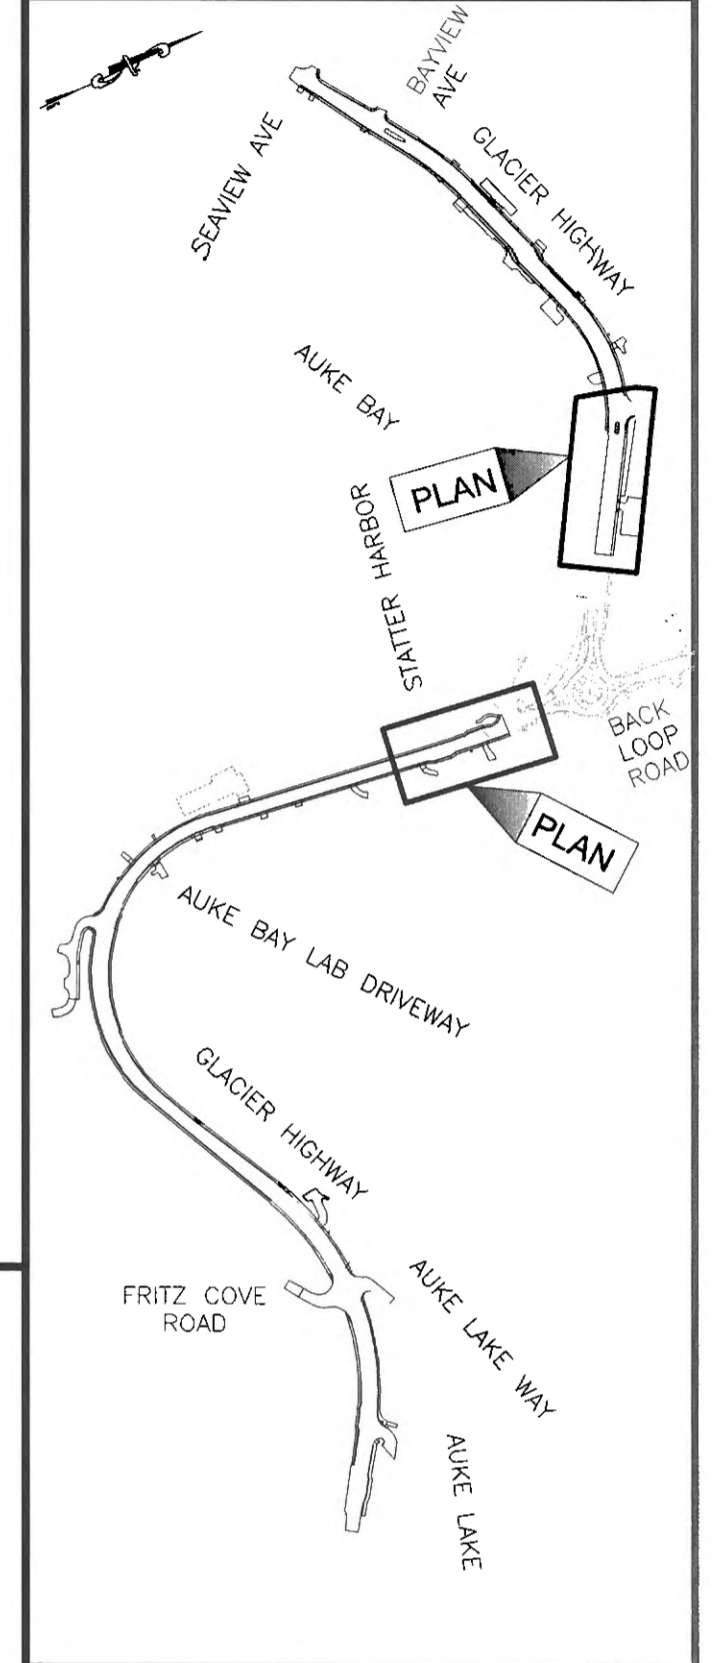 BAYVIEW
AVE
SEAVIEW AVE
GLACIER HIGHWAY
AUKE BAY
PLAN
STATTER HARBOR
BACK
LOOP
ROAD
PLAN
AUKE BAY LAB DRIVEWAY
GLACIER HIGHWAY
FRITZ COVE
ROAD
AUKE LAKE WAY
AUKE LAKE